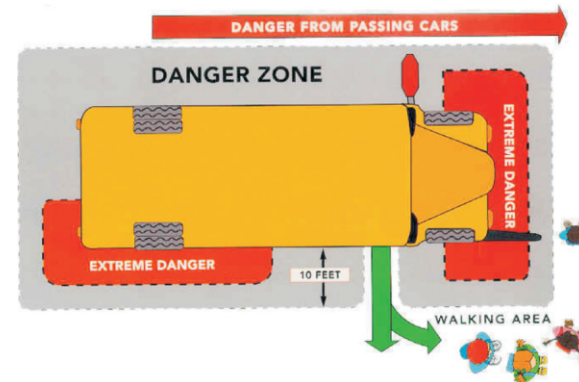 DANGER FROM PASSING CARS
DANGER ZONE
EXTREME DANGER
EXTREME DANGER
10 FEET
WALKING AREA